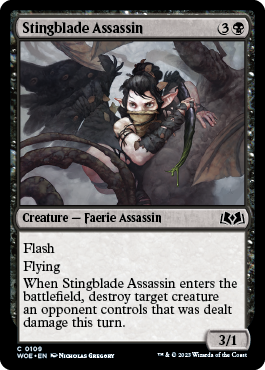 Stingblade Assassin 3
Creature — Faerie Assassin
Flash
Flying
When Stingblade Assassin enters the
battlefield, destroy target creature
an opponent controls that was dealt
damage this turn.
3/1
C 0109
WOE • EN Nicholas Gregory
™ & © 2023 Wizards of the Coast